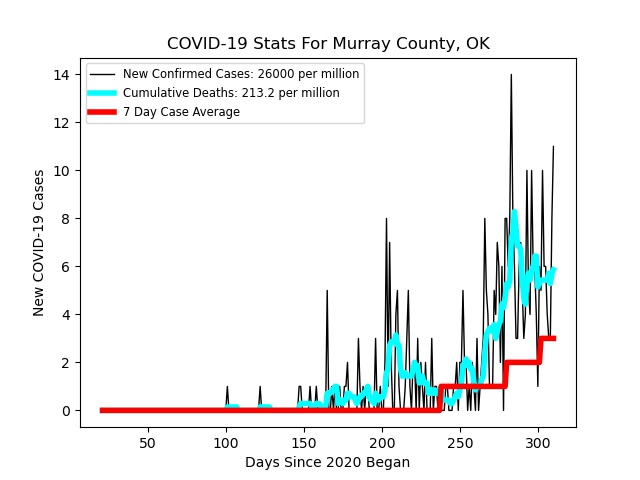 COVID-19 Stats For Murray County, OK
New Confirmed Cases: 26000 per million
Cumulative Deaths: 213.2 per million
7 Day Case Average
14
12
10
8
6
4
2
0
New COVID-19 Cases
50 100 150 200 250 300
Days Since 2020 Began